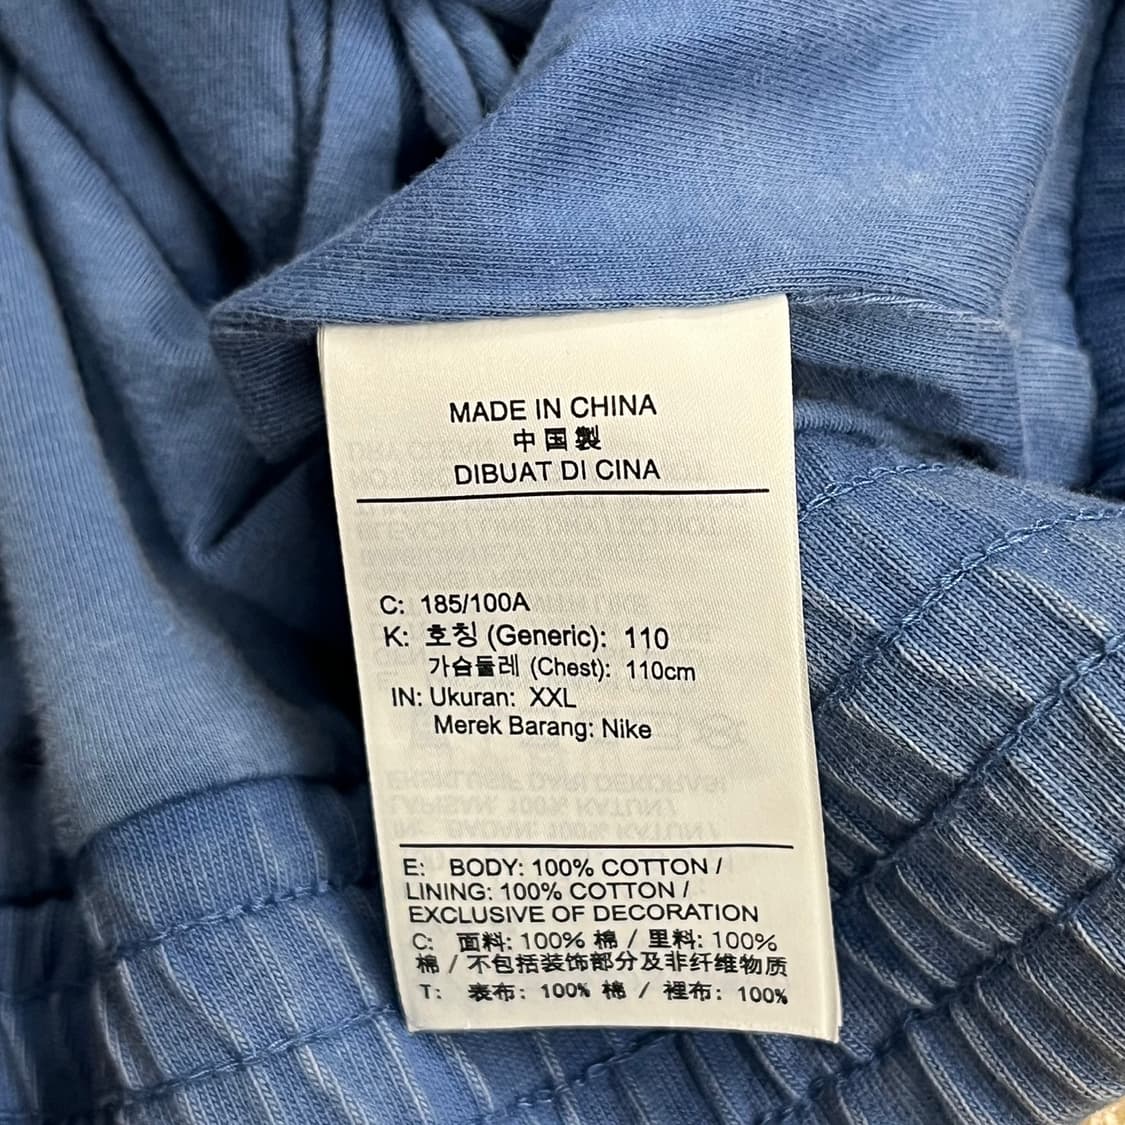 MADE IN CHINA
中国製
DIBUAT DI CINA
C: 185/100A
K: 호칭 (Generic): 110
가슴둘레 (Chest): 110cm
IN: Ukuran: XXL
Merek Barang: Nike
E: BODY: 100% COTTON /
LINING: 100% COTTON /
EXCLUSIVE OF DECORATION
C: 面料: 100% 棉 / 里料: 100%
棉 / 不包括装饰部分及非纤维物质
T: 表布: 100% 棉 / 裡布: 100%